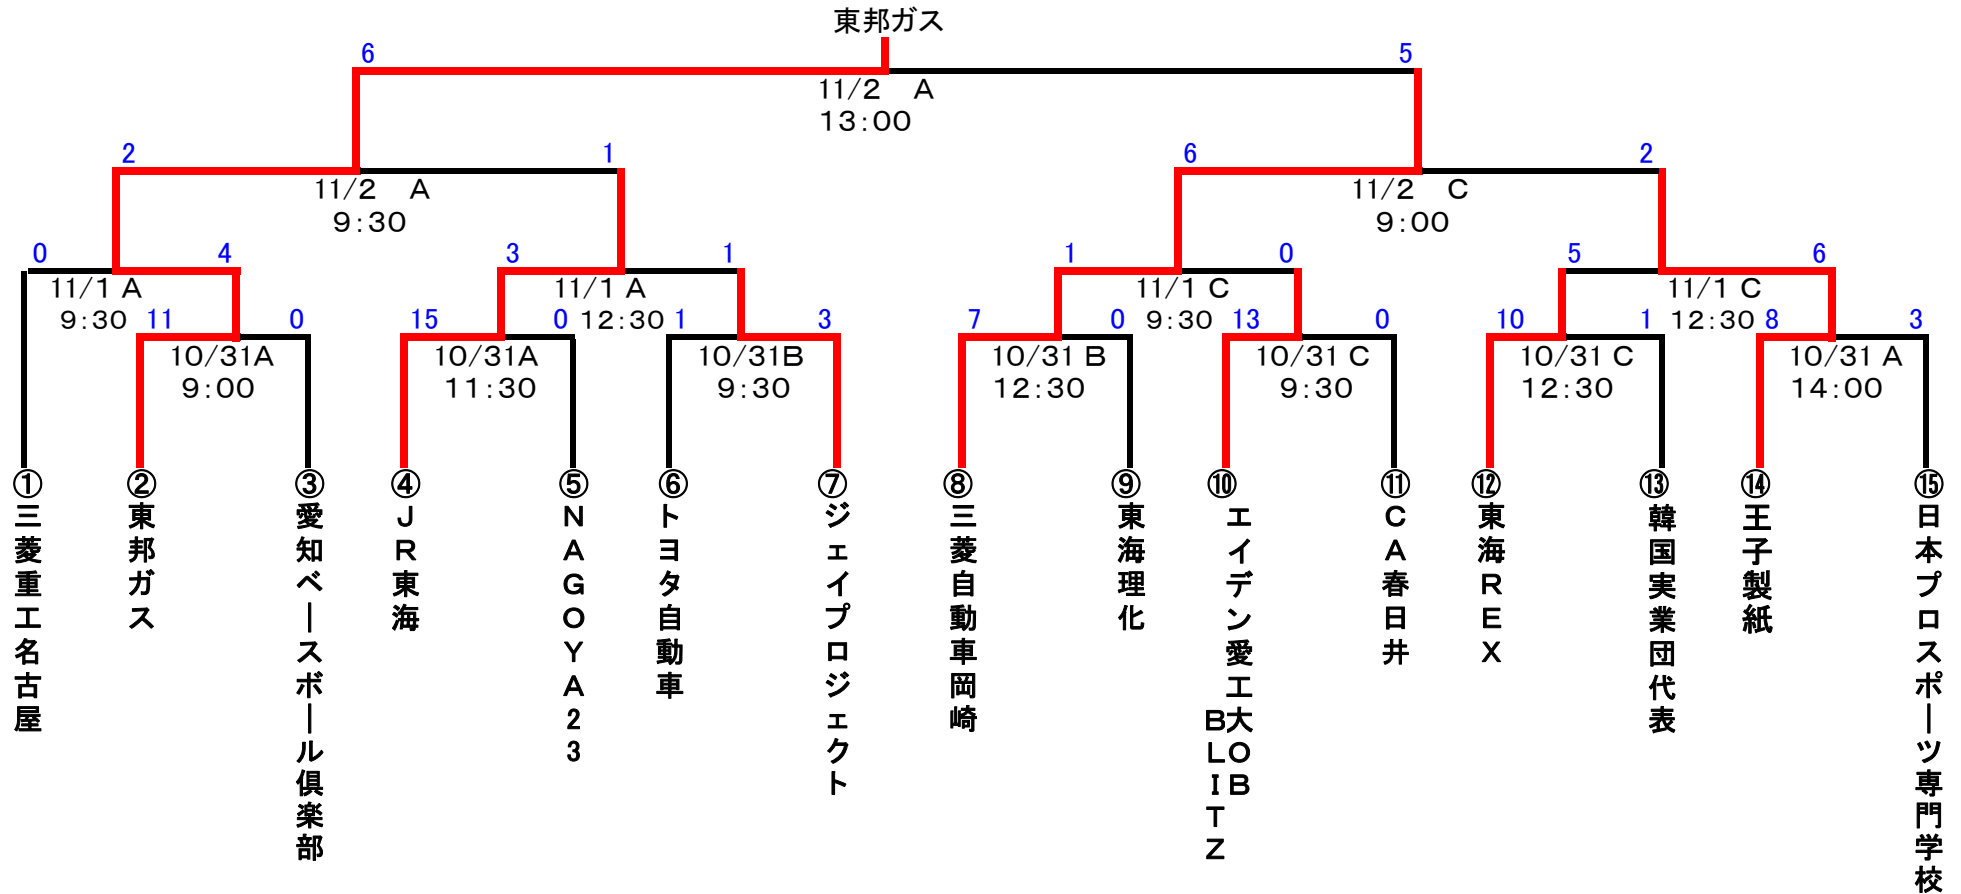 東邦ガス
6 5
11/2 A
13:00
2 1 6 2
11/2 A 11/2 C
9:30 9:00
0 4 3 1 1 0 5 6
11/1 A 11/1 A 11/1 C 11/1 C
9:30 12:30 9:30 12:30
11 0 15 0 1 3 7 0 13 0 10 1 8 3
10/31A 10/31A 10/31B 10/31 B 10/31 C 10/31 C 10/31 A
9:00 11:30 9:30 12:30 9:30 12:30 14:00
①三菱重工名古屋
②東邦ガス
③愛知ベースボール倶楽部
④JR東海
⑤NAGOYA23
⑥トヨタ自動車
⑦ジェイプロジェクト
⑧三菱自動車岡崎
⑨東海理化
⑩エイデン愛工大OB
BLITZ
⑪CA春日井
⑫東海REX
⑬韓国実業団代表
⑭王子製紙
⑮日本プロスポーツ専門学校